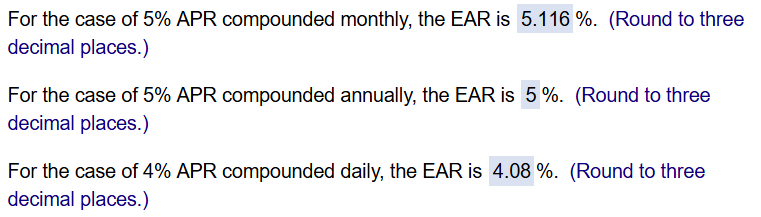 For the case of 5% APR compounded monthly, the EAR is 5.116 %. (Round to three
decimal places.)
For the case of 5% APR compounded annually, the EAR is 5 %. (Round to three
decimal places.)
For the case of 4% APR compounded daily, the EAR is 4.08 %. (Round to three
decimal places.)